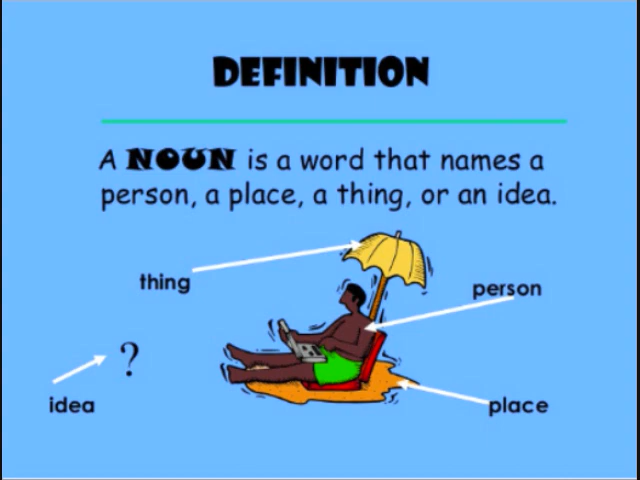 DEFINITION
A NOUN is a word that names a
person, a place, a thing, or an idea.
thing
person
?
idea
place